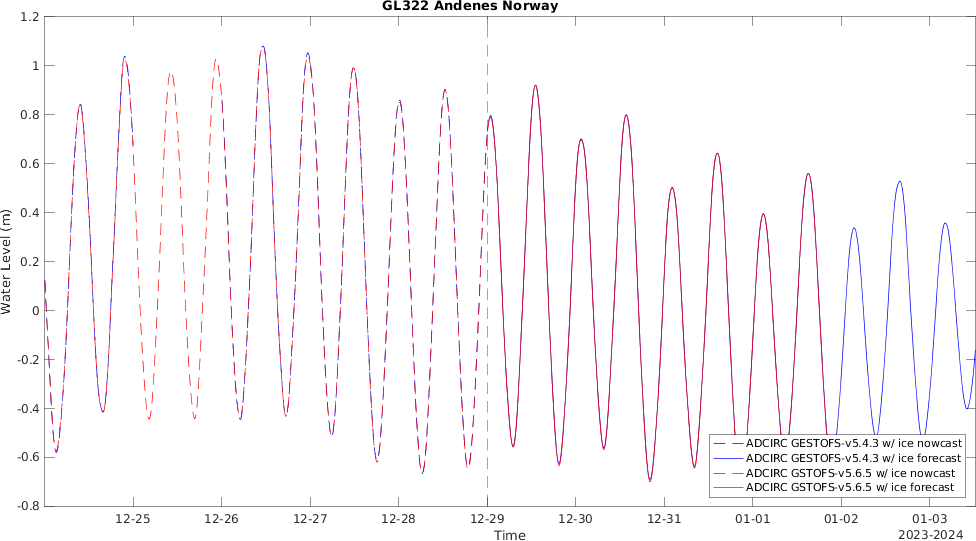 GL322 Andenes Norway
1.2
1
0.8
0.6
0.4
0.2
0
-0.2
-0.4
-0.6
-0.8
Water Level (m)
ADCIRC GESTOFS-v5.4.3 w/ ice nowcast
ADCIRC GESTOFS-v5.4.3 w/ ice forecast
ADCIRC GSTOFS-v5.6.5 w/ ice nowcast
ADCIRC GSTOFS-v5.6.5 w/ ice forecast
12-25 12-26 12-27 12-28 12-29 12-30 12-31 01-01 01-02 01-03
Time
2023-2024